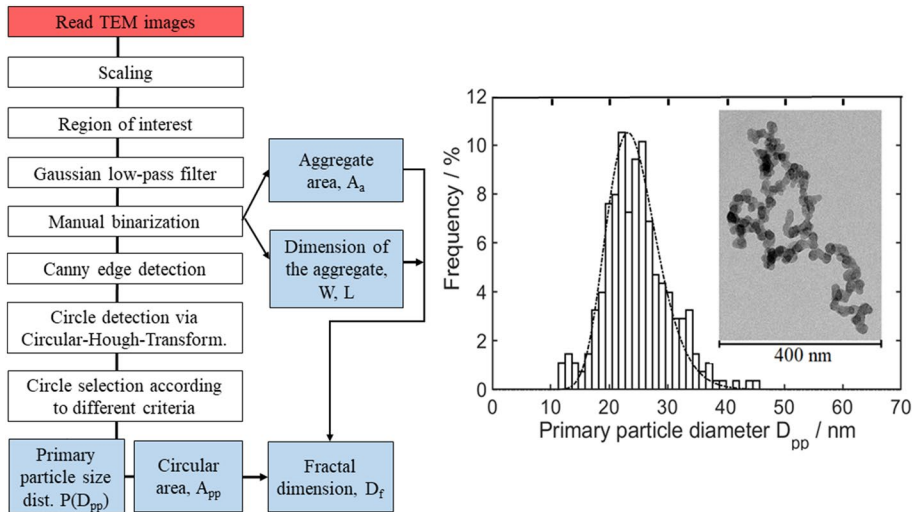 Read TEM images
Scaling
Region of interest
Gaussian low-pass filter
Manual binarization
Canny edge detection
Circle detection via
Circular-Hough-Transform.
Circle selection according
to different criteria
Primary
particle size
dist. P(Dpp)
Circular
area, App
Fractal
dimension, Df
Aggregate
area, Aa
Dimension of
the aggregate,
W, L
Frequency / %
12
10
8
6
4
2
0
0 10 20 30 40 50 60 70
Primary particle diameter Dpp / nm
400 nm